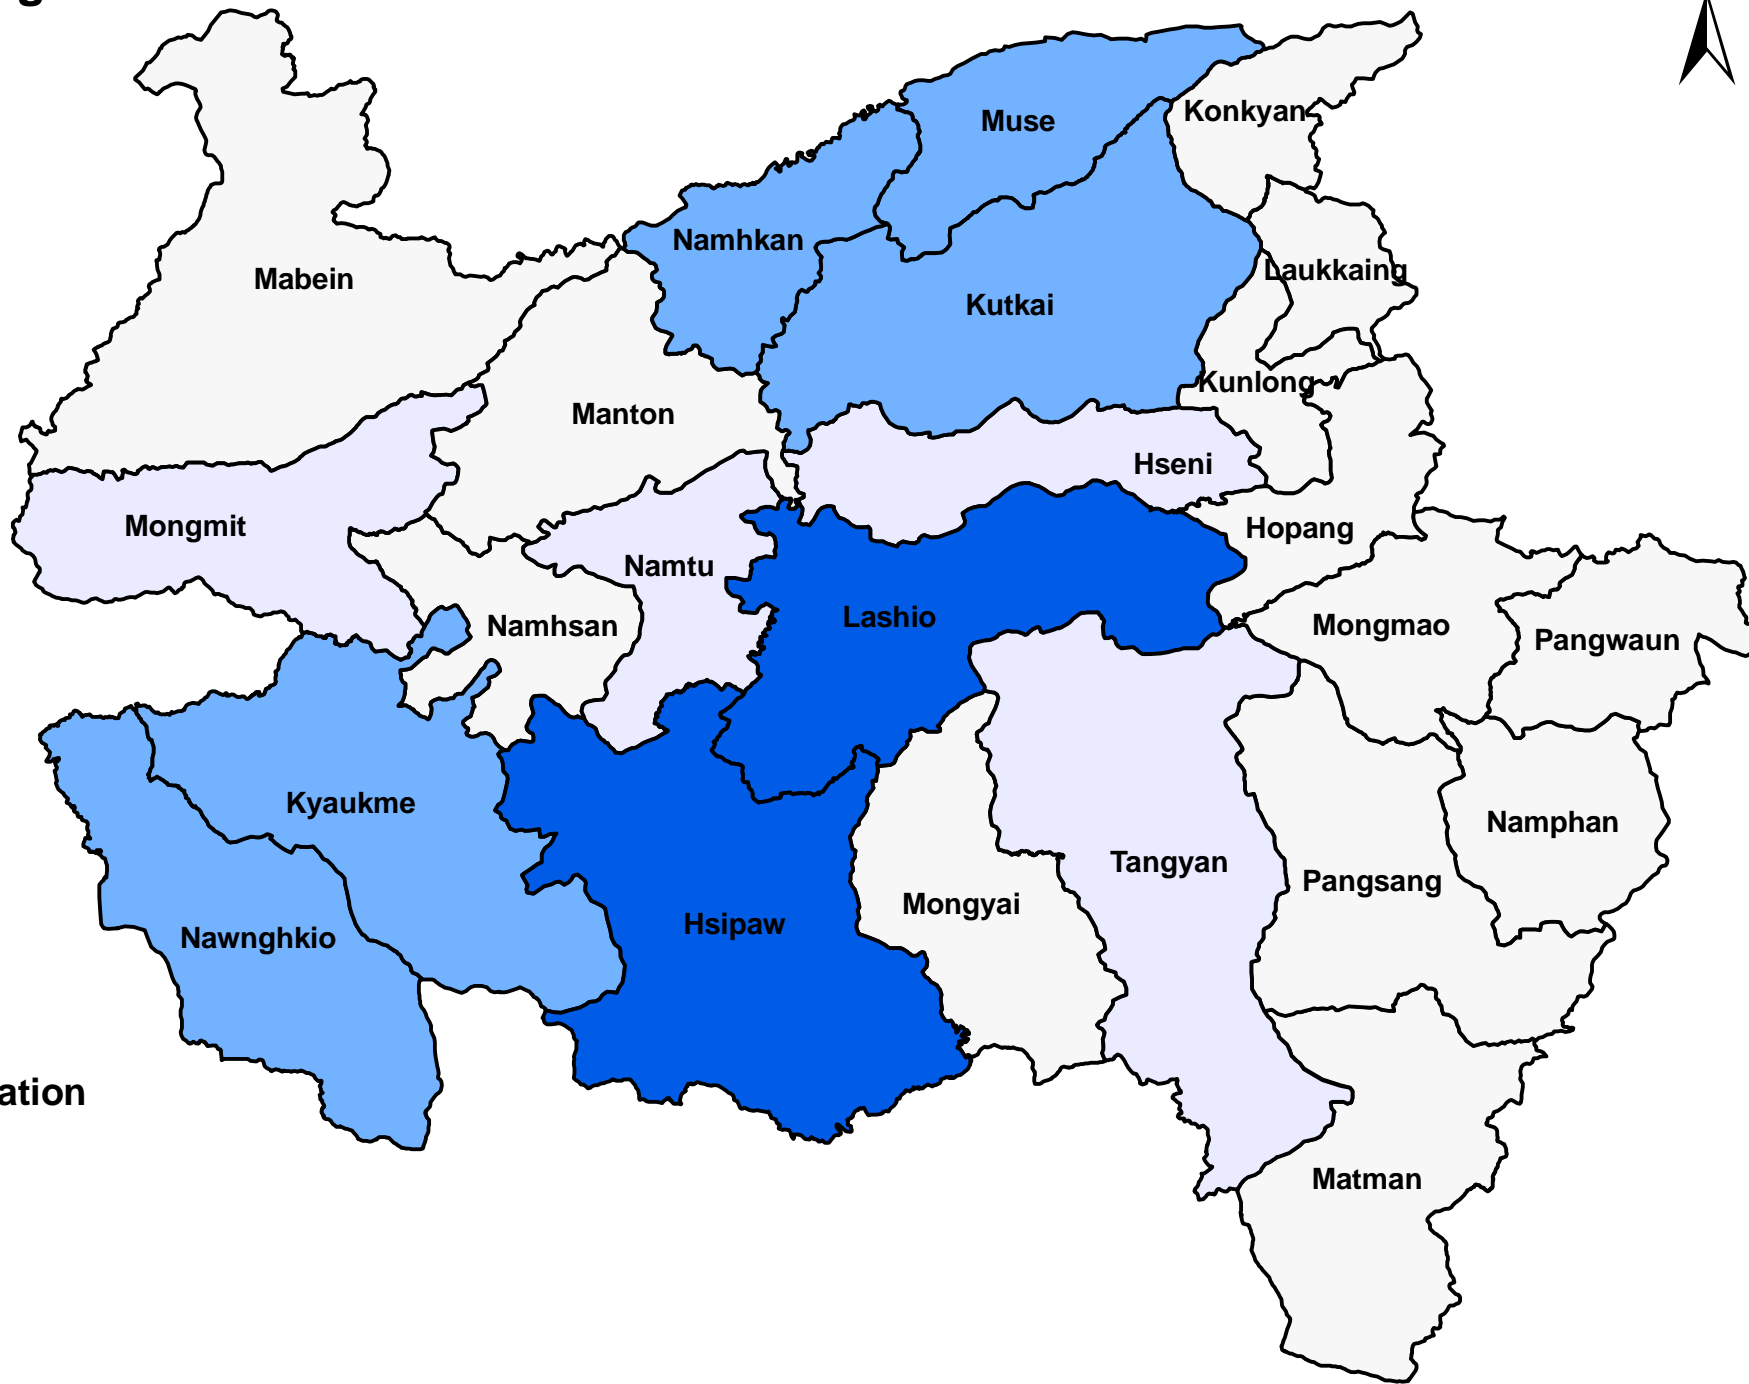 Muse
Konkyan
Namhkan
Laukkaing
Mabein
Kutkai
Kunlong
Manton
Hseni
Mongmit
Hopang
Namtu
Lashio
Namhsan
Mongmao
Pangwaun
Kyaukme
Namphan
Tangyan
Pangsang
Mongyai
Hsipaw
Nawnghkio
ation
Matman